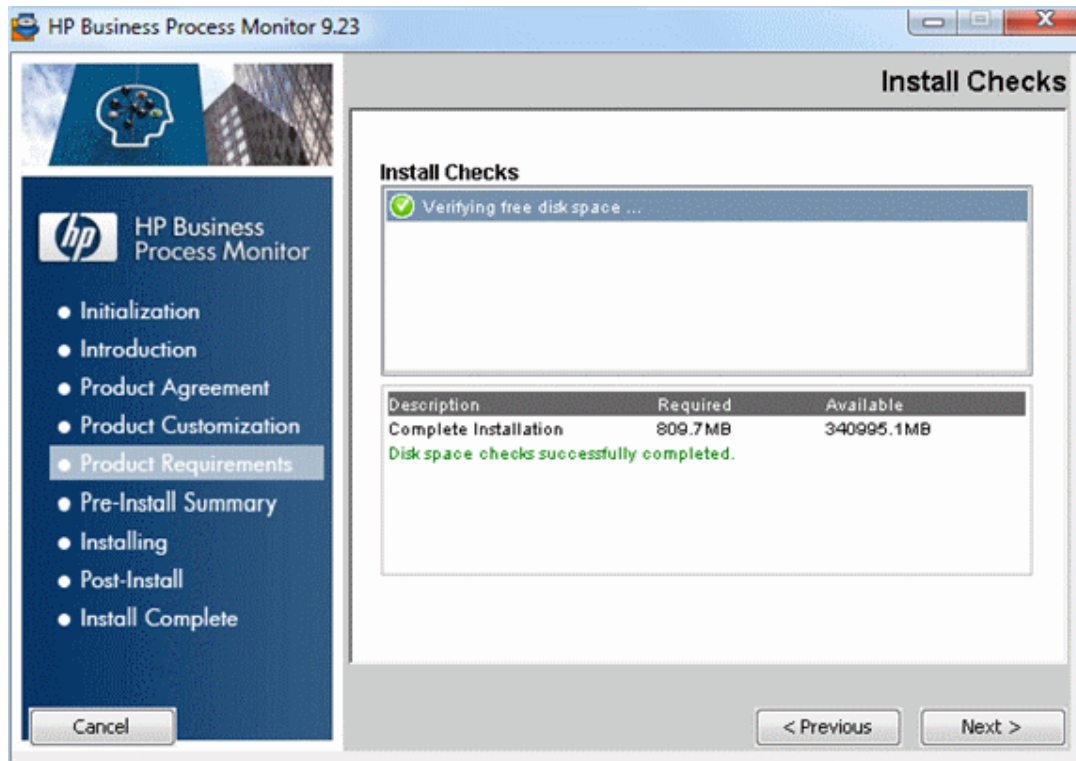 HP Business Process Monitor 9.23
Install Checks
hp
HP Business
Process Monitor
Initialization
Introduction
Product Agreement
Product Customization
Product Requirements
Pre-Install Summary
Installing
Post-Install
Install Complete
Install Checks
Verifying free disk space ...
Description Required Available
Complete Installation 809.7MB 340995.1MB
Disk space checks successfully completed.
Cancel
< Previous
Next >